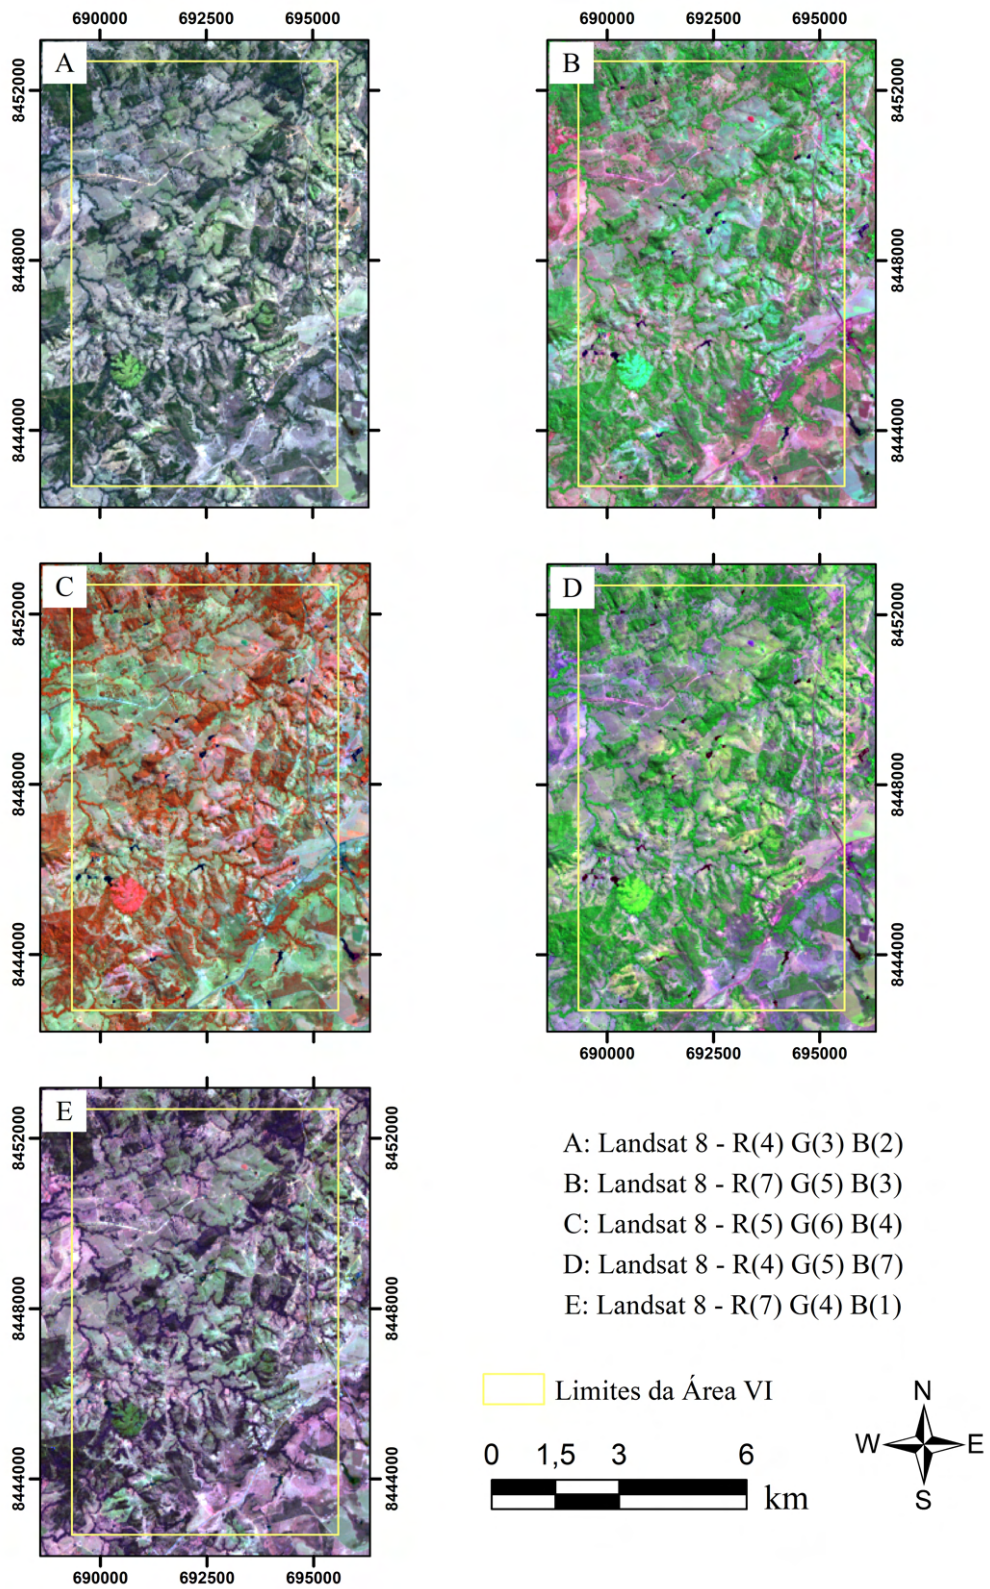 690000 692500 695000
690000 692500 695000
A
B
8452000
8452000
8448000
8448000
8444000
8444000
C
D
8452000
8452000
8448000
8448000
8444000
8444000
690000 692500 695000
E
8452000
8448000
8444000
690000 692500 695000
A: Landsat 8 - R(4) G(3) B(2)
B: Landsat 8 - R(7) G(5) B(3)
C: Landsat 8 - R(5) G(6) B(4)
D: Landsat 8 - R(4) G(5) B(7)
E: Landsat 8 - R(7) G(4) B(1)
Limites da Área VI
0 1,5 3 6
km
N
W E
S